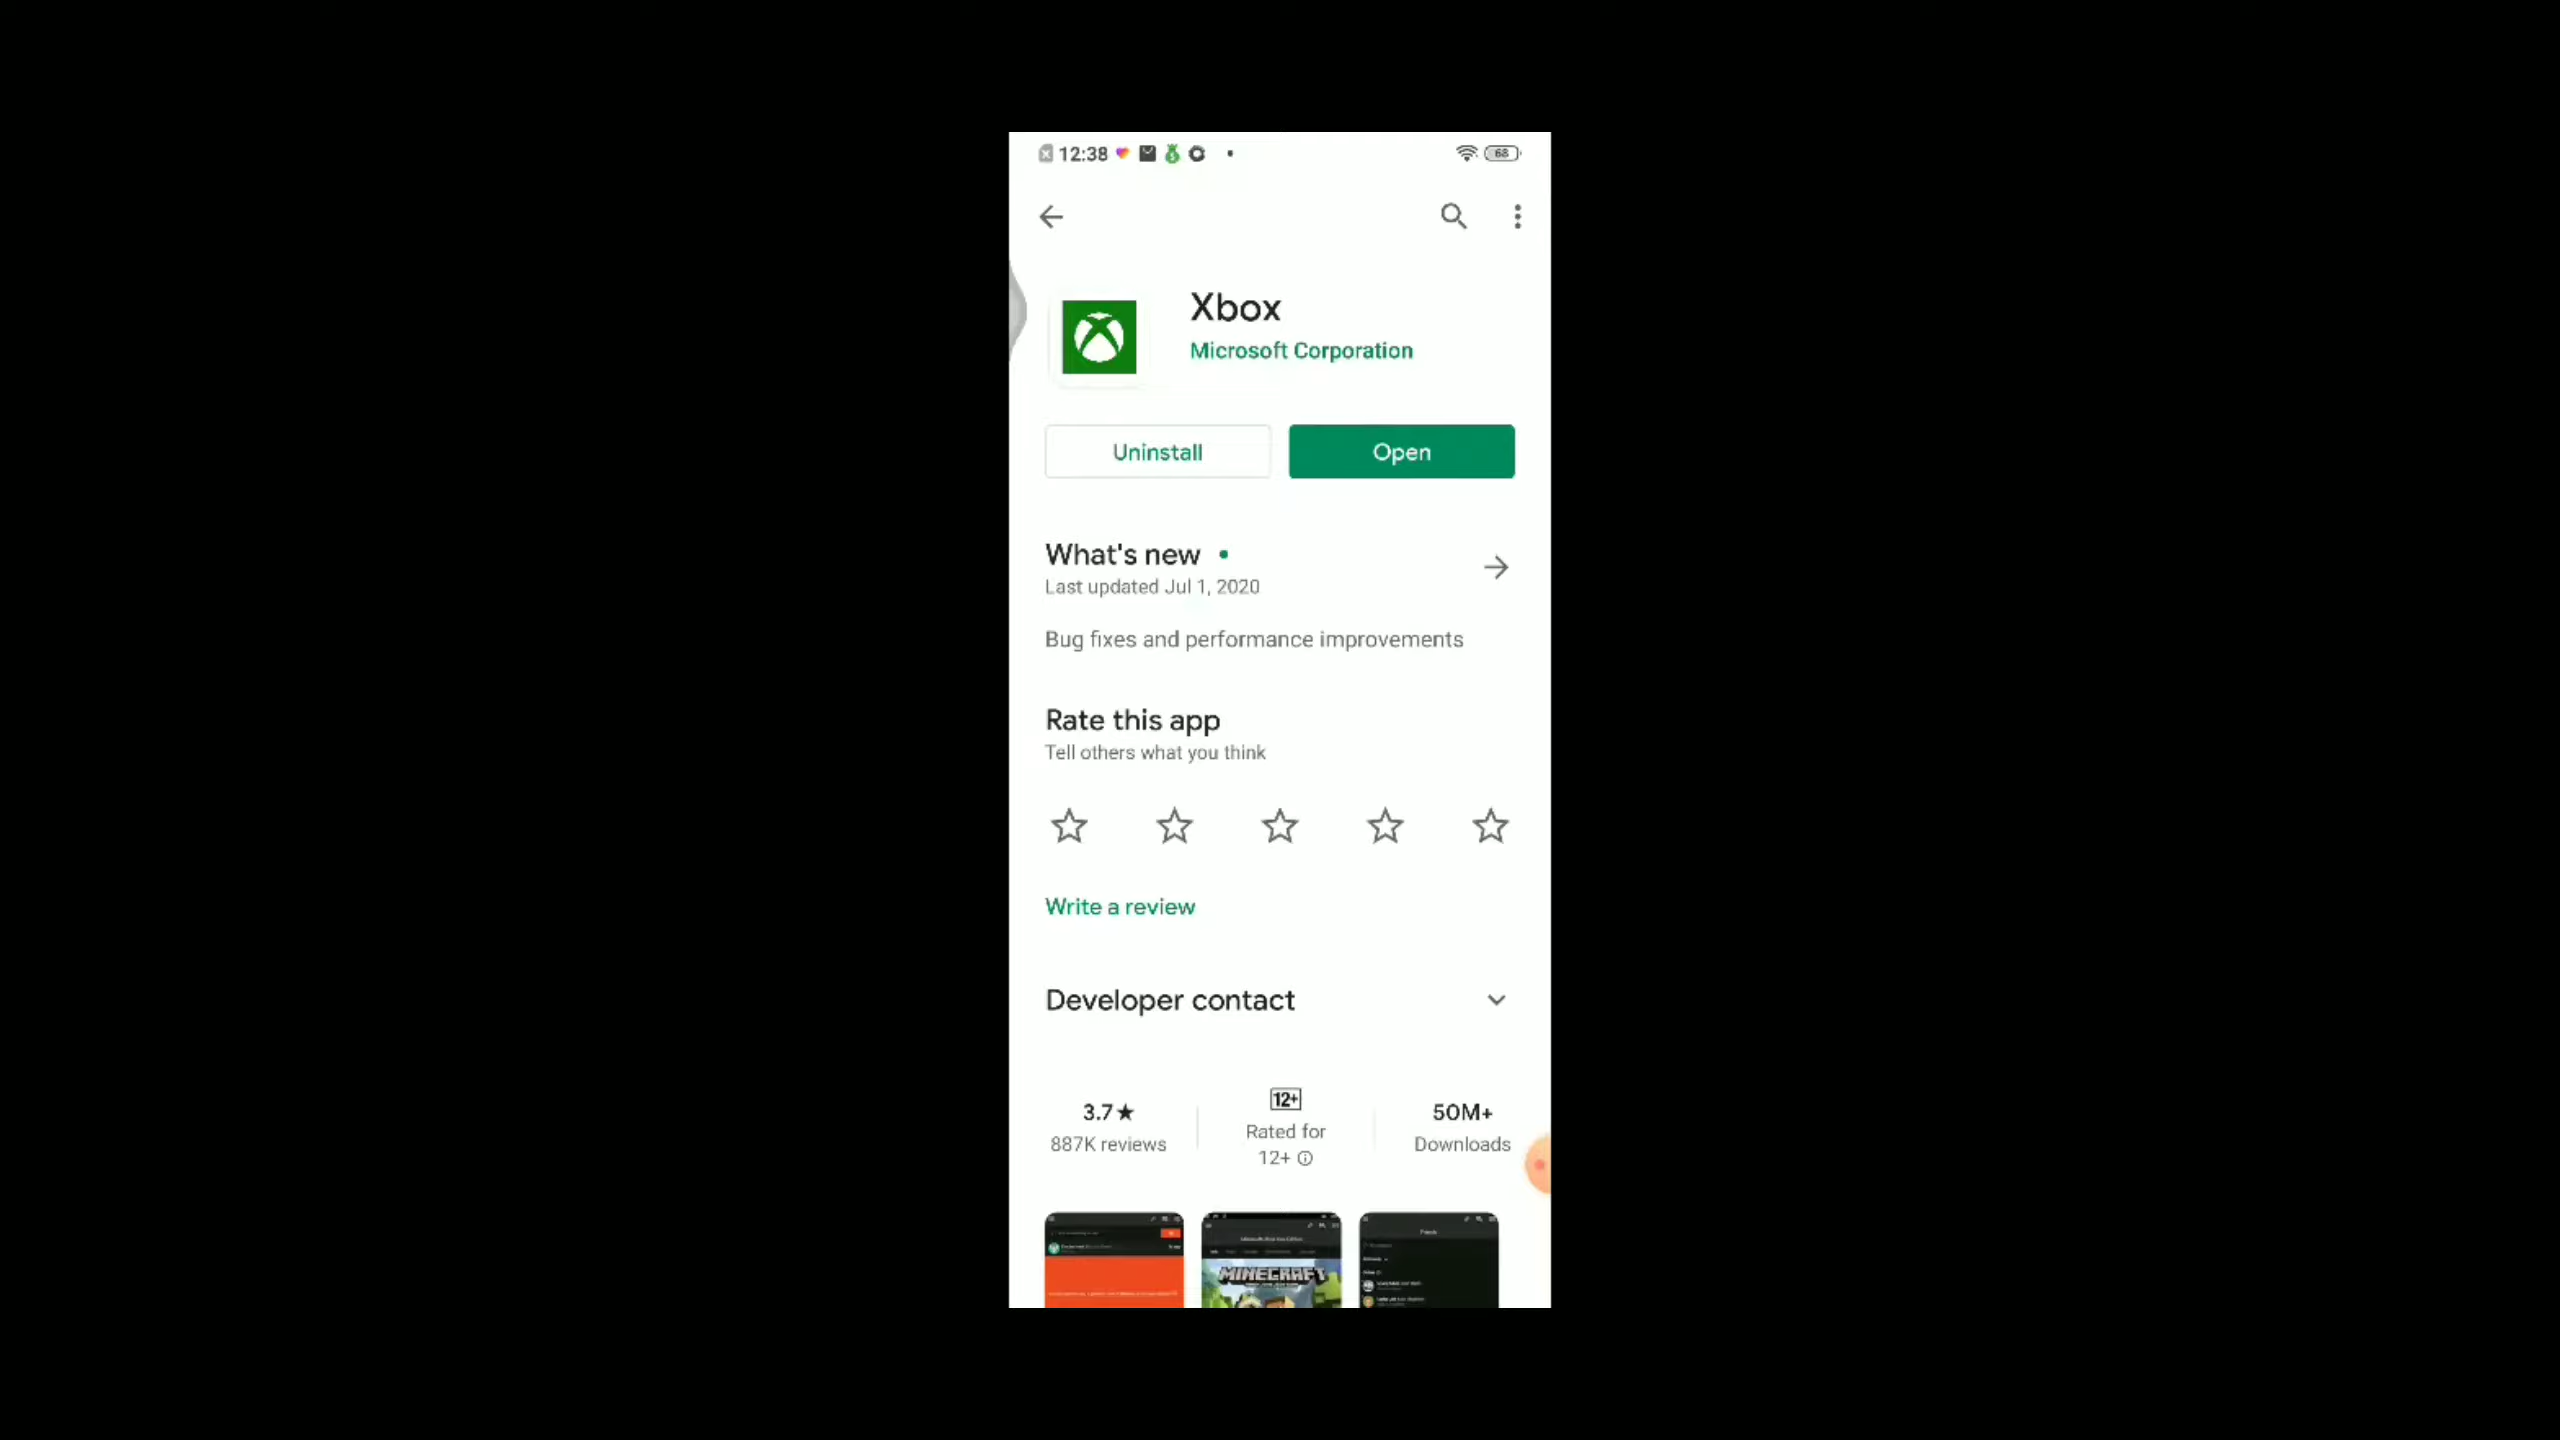 12:38
68
Xbox
Microsoft Corporation
Uninstall
Open
What's new
Last updated Jul 1, 2020
Bug fixes and performance improvements
Rate this app
Tell others what you think
Write a review
Developer contact
3.7★
887K reviews
12+
Rated for
12+
50M+
Downloads
MINECRAFT
Friends